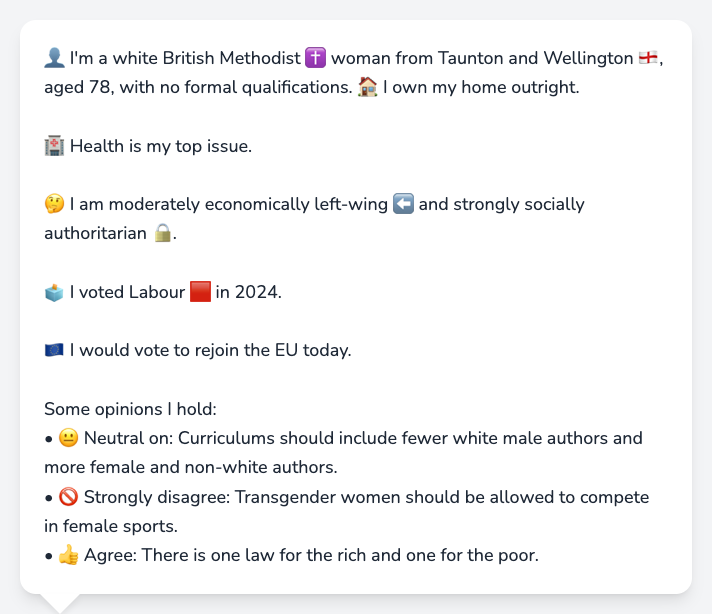 👤 I'm a white British Methodist ✝️ woman from Taunton and Wellington 🏴󠁧󠁢󠁥󠁮󠁧󠁿,
aged 78, with no formal qualifications. 🏠 I own my home outright.
🏥 Health is my top issue.
🤔 I am moderately economically left-wing ⬅️ and strongly socially
authoritarian 🔒.
🗳️ I voted Labour 🟥 in 2024.
🇪🇺 I would vote to rejoin the EU today.
Some opinions I hold:
• 😐 Neutral on: Curriculums should include fewer white male authors and
more female and non-white authors.
• 🚫 Strongly disagree: Transgender women should be allowed to compete
in female sports.
• 👍 Agree: There is one law for the rich and one for the poor.